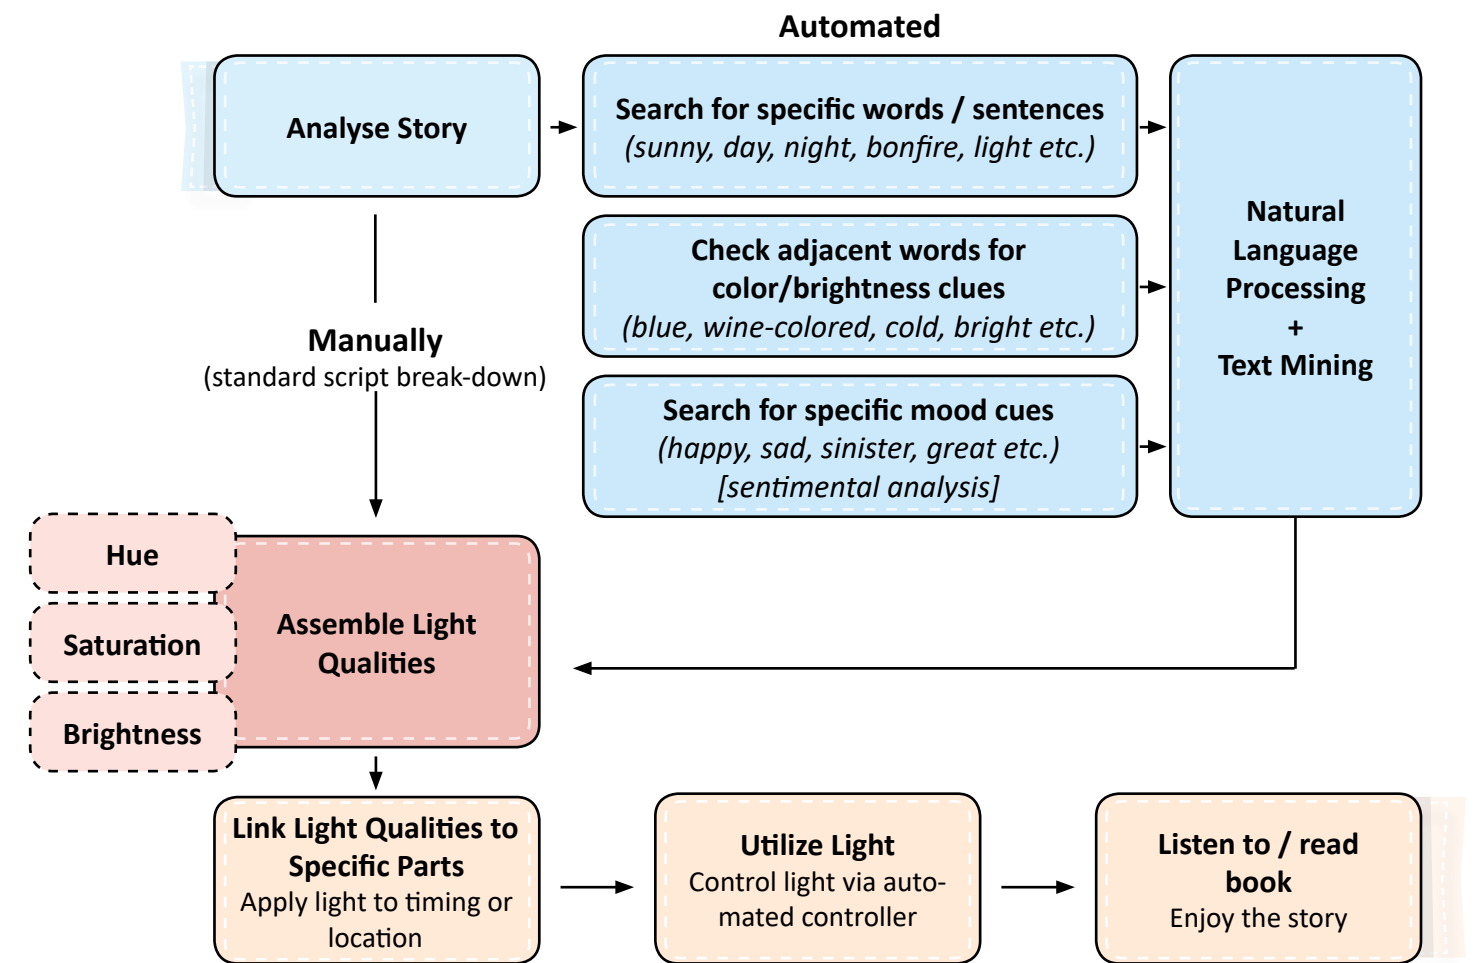 Automated
Analyse Story
Search for specific words / sentences
(sunny, day, night, bonfire, light etc.)
Check adjacent words for
color/brightness clues
(blue, wine-colored, cold, bright etc.)
Search for specific mood cues
(happy, sad, sinister, great etc.)
[sentimental analysis]
Natural
Language
Processing
+
Text Mining
Manually
(standard script break-down)
Hue
Saturation
Brightness
Assemble Light
Qualities
Link Light Qualities to
Specific Parts
Apply light to timing or
location
Utilize Light
Control light via auto-
mated controller
Listen to / read
book
Enjoy the story